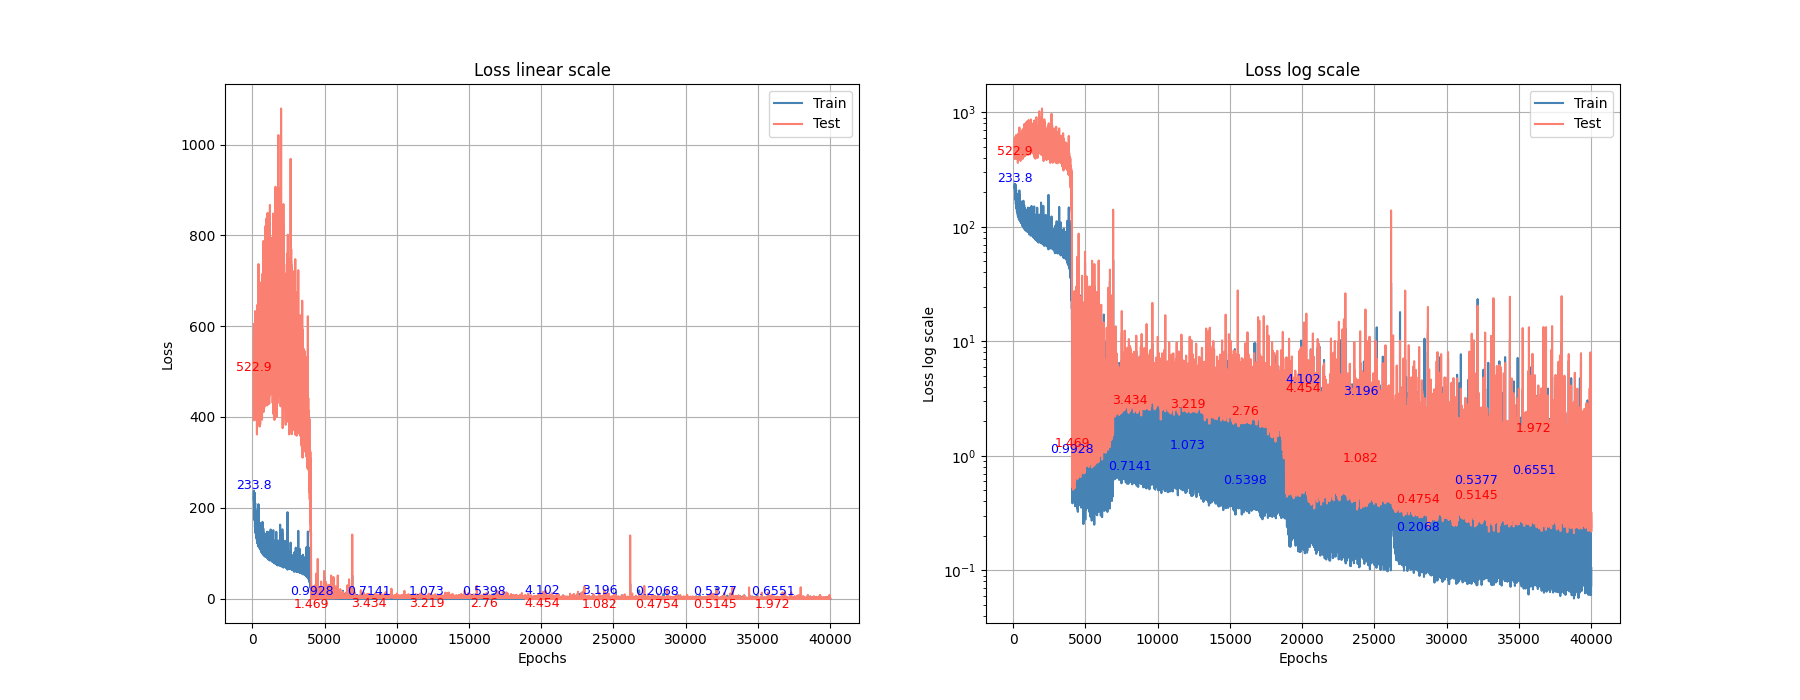 Loss linear scale
Train
Test
1000
800
600
400
200
0
Loss
522.9
233.8
0.9928 0.7141 1.073 0.5398 4.102 3.196 0.2068 0.5377 0.6551
1.469 3.434 3.219 2.76 4.454 1.082 0.4754 0.5145 1.972
0 5000 10000 15000 20000 25000 30000 35000 40000
Epochs
Loss log scale
Train
Test
10³
10²
10¹
10⁰
10⁻¹
Loss log scale
522.9
233.8
4.102
4.454
3.196
3.434
3.219
2.76
1.469
0.9928
1.073
0.7141
0.5398
1.082
1.972
0.6551
0.5377
0.5145
0.4754
0.2068
0 5000 10000 15000 20000 25000 30000 35000 40000
Epochs